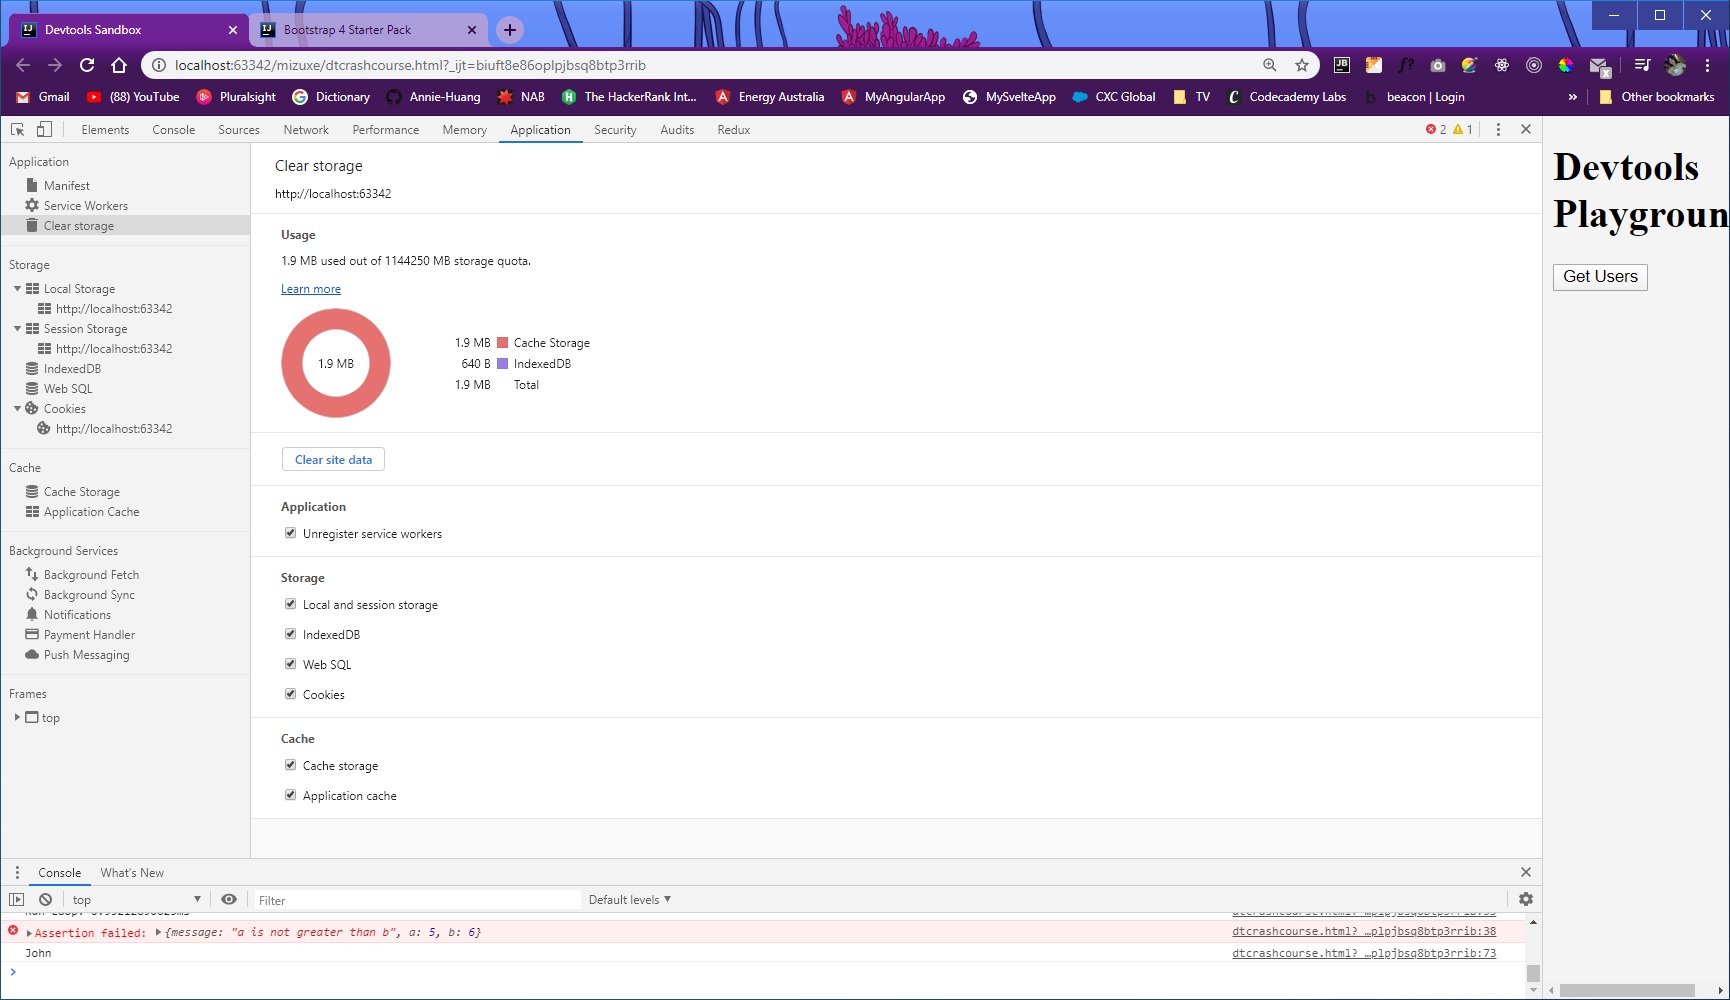 Devtools Sandbox
Bootstrap 4 Starter Pack
localhost:63342/mizuxe/dtcrashcourse.html?_ijt=biuft8e86oplpjbsq8btp3rrib
Gmail (88) YouTube Pluralsight Dictionary Annie-Huang NAB The HackerRank Int... Energy Australia MyAngularApp MySvelteApp CXC Global TV Codecademy Labs beacon | Login » Other bookmarks
Elements Console Sources Network Performance Memory Application Security Audits Redux 2 1
Application
Manifest
Service Workers
Clear storage
Storage
Local Storage
http://localhost:63342
Session Storage
http://localhost:63342
IndexedDB
Web SQL
Cookies
http://localhost:63342
Cache
Cache Storage
Application Cache
Background Services
Background Fetch
Background Sync
Notifications
Payment Handler
Push Messaging
Frames
top
Clear storage
http://localhost:63342
Usage
1.9 MB used out of 1144250 MB storage quota.
Learn more
1.9 MB
1.9 MB Cache Storage
640 B IndexedDB
1.9 MB Total
Clear site data
Application
Unregister service workers
Storage
Local and session storage
IndexedDB
Web SQL
Cookies
Cache
Cache storage
Application cache
Devtools
Playgroun
Get Users
Console What's New
top Filter Default levels
Assertion failed: {message: "a is not greater than b", a: 5, b: 6} dtcrashcourse.html? …plpjbsq8btp3rrib:38
John dtcrashcourse.html? …plpjbsq8btp3rrib:73